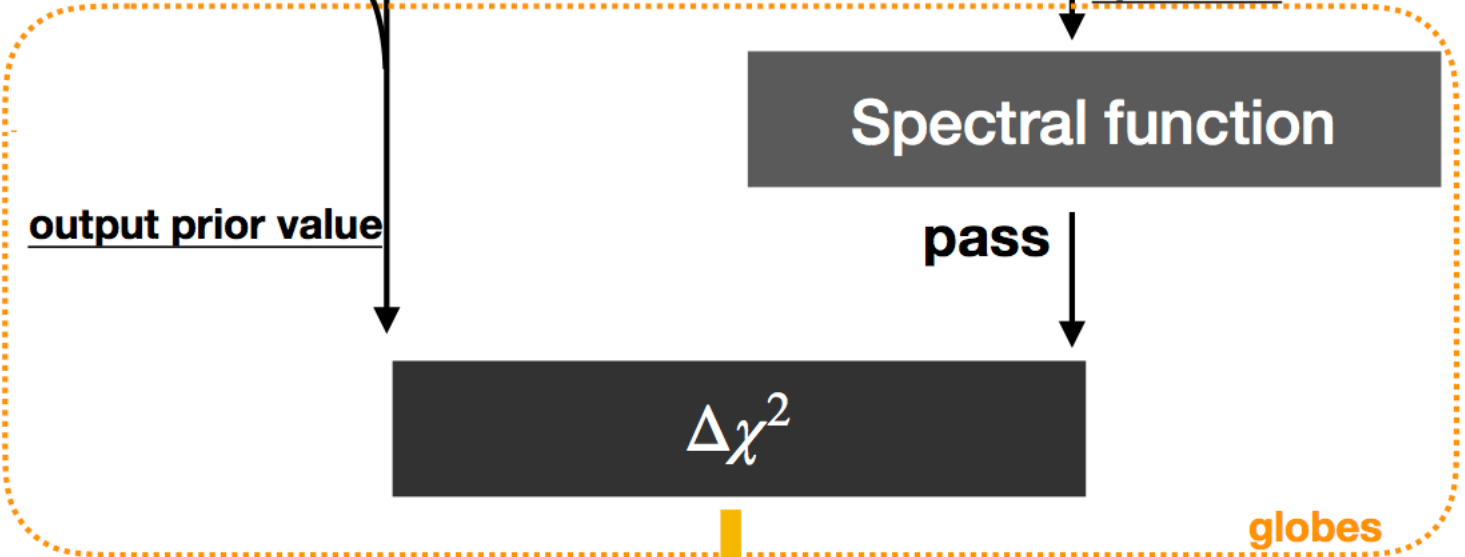 Spectral function
output prior value
pass
Δχ²
globes